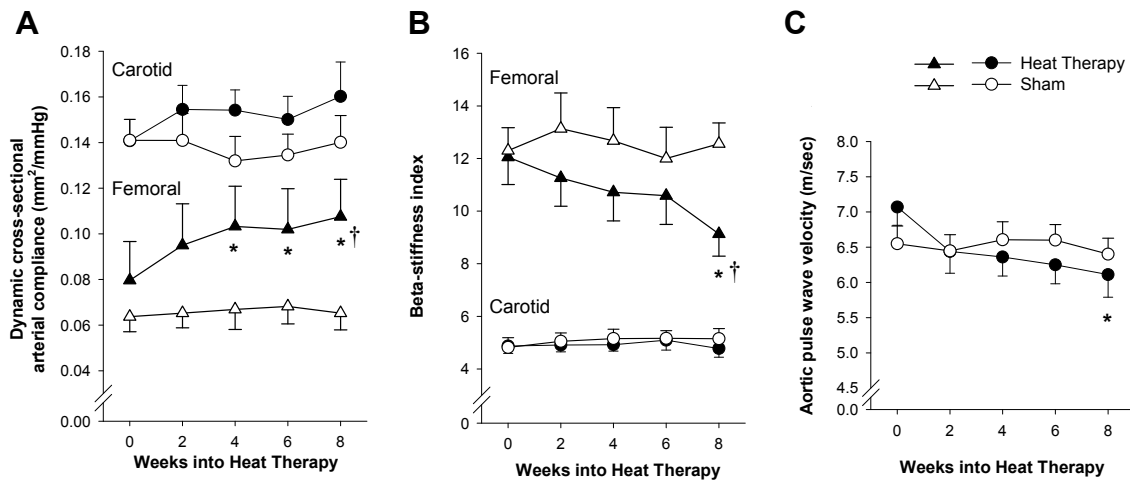 A
Dynamic cross-sectional
arterial compliance (mm²/mmHg)
0.18
0.16
0.14
0.12
0.10
0.08
0.06
0.04
0.00
Carotid
Femoral
*
*
*†
0 2 4 6 8
Weeks into Heat Therapy
B
Beta-stiffness index
16
14
12
10
8
6
4
0
Femoral
*†
Carotid
0 2 4 6 8
Weeks into Heat Therapy
C
Heat Therapy
Sham
Aortic pulse wave velocity (m/sec)
8.0
7.5
7.0
6.5
6.0
5.5
5.0
4.5
0.0
*
0 2 4 6 8
Weeks into Heat Therapy